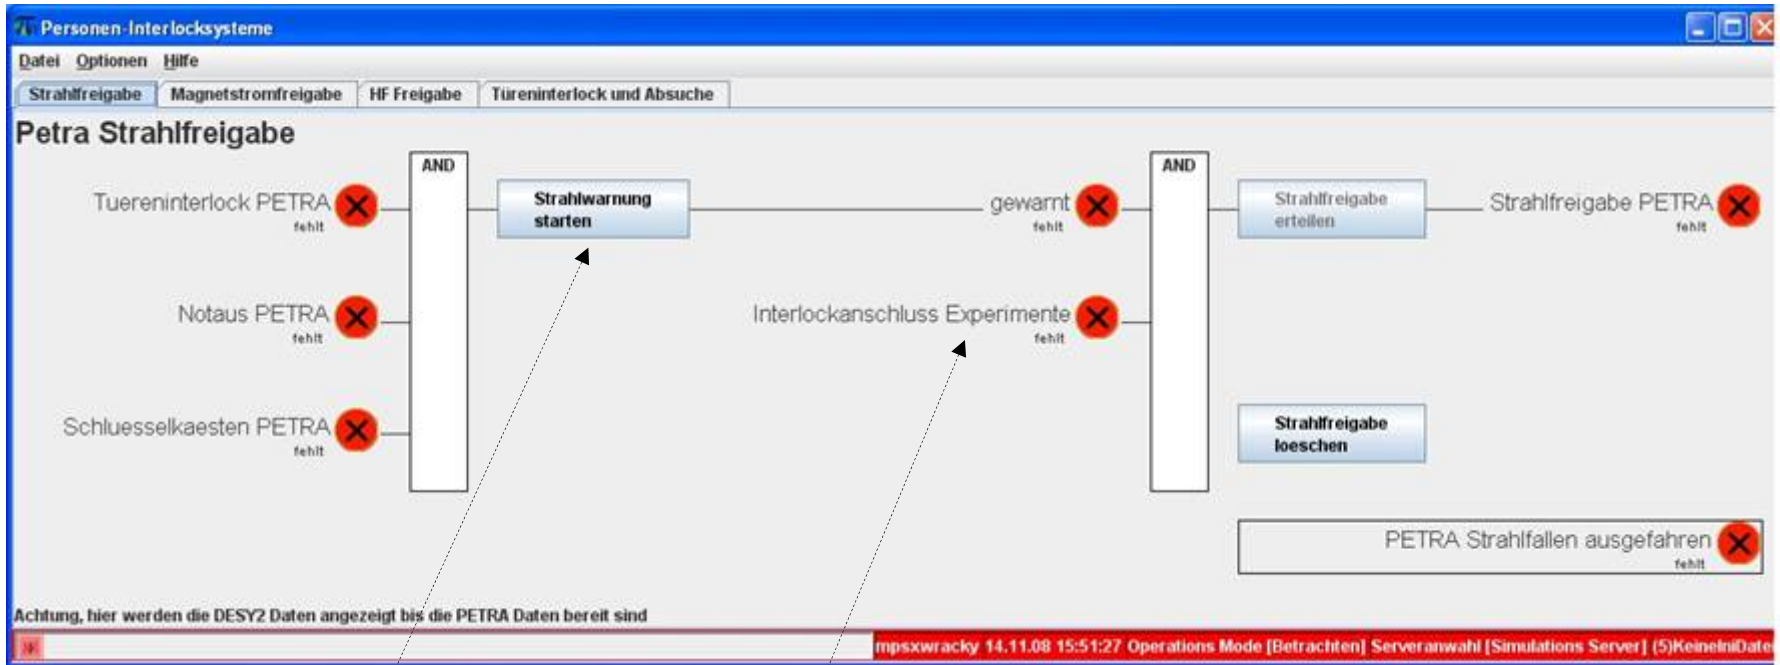 Personen-Interlocksysteme
Datei Optionen Hilfe
Strahlfreigabe Magnetstromfreigabe HF Freigabe Türeninterlock und Absuche
Petra Strahlfreigabe
AND
AND
Tuereninterlock PETRA
fehlt
Strahlwarnung
starten
gewarnt
fehlt
Strahlfreigabe
erteilen
Strahlfreigabe PETRA
fehlt
Notaus PETRA
fehlt
Interlockanschluss Experimente
fehlt
Schluesselkaesten PETRA
fehlt
Strahlfreigabe
loeschen
PETRA Strahlfallen ausgefahren
fehlt
Achtung, hier werden die DESY2 Daten angezeigt bis die PETRA Daten bereit sind
mpsxwracky 14.11.08 15:51:27 Operations Mode [Betrachten] Serveranwahl [Simulations Server] (5)KeineIniDate